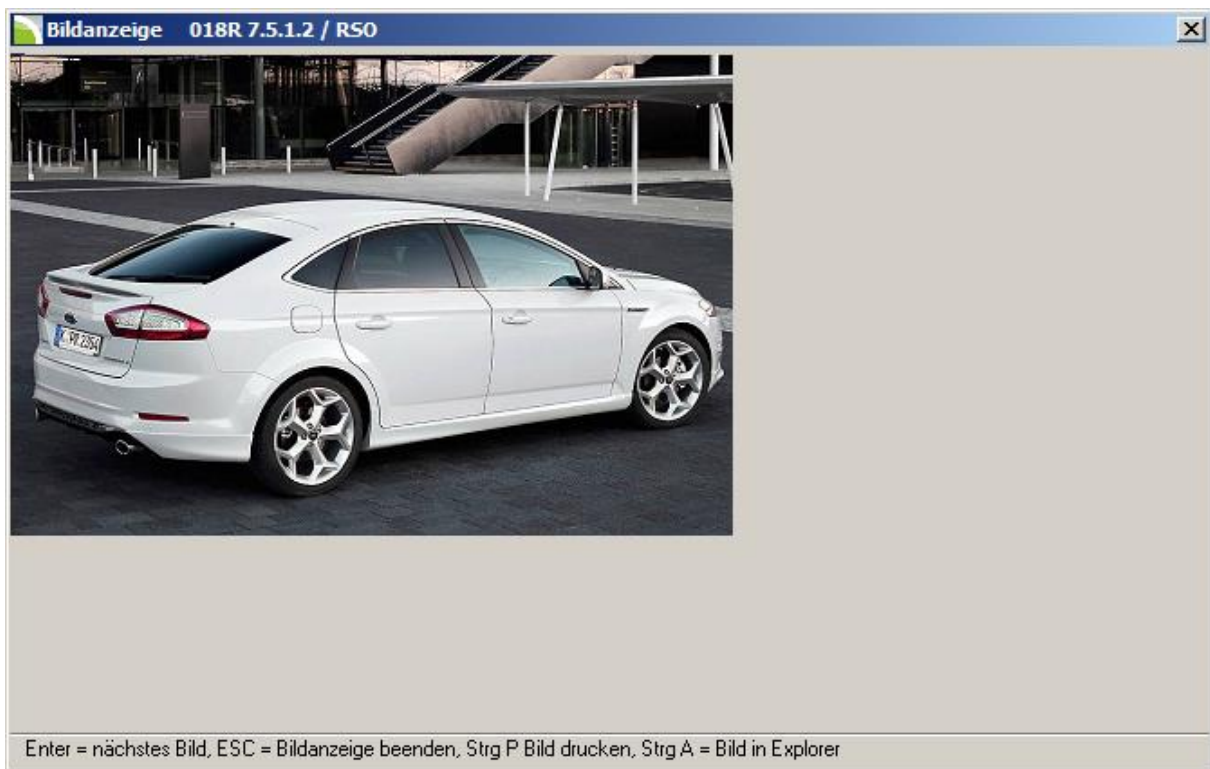 Bildanzeige 018R 7.5.1.2 / RSO
Enter = nächstes Bild, ESC = Bildanzeige beenden, Strg P Bild drucken, Strg A = Bild in Explorer